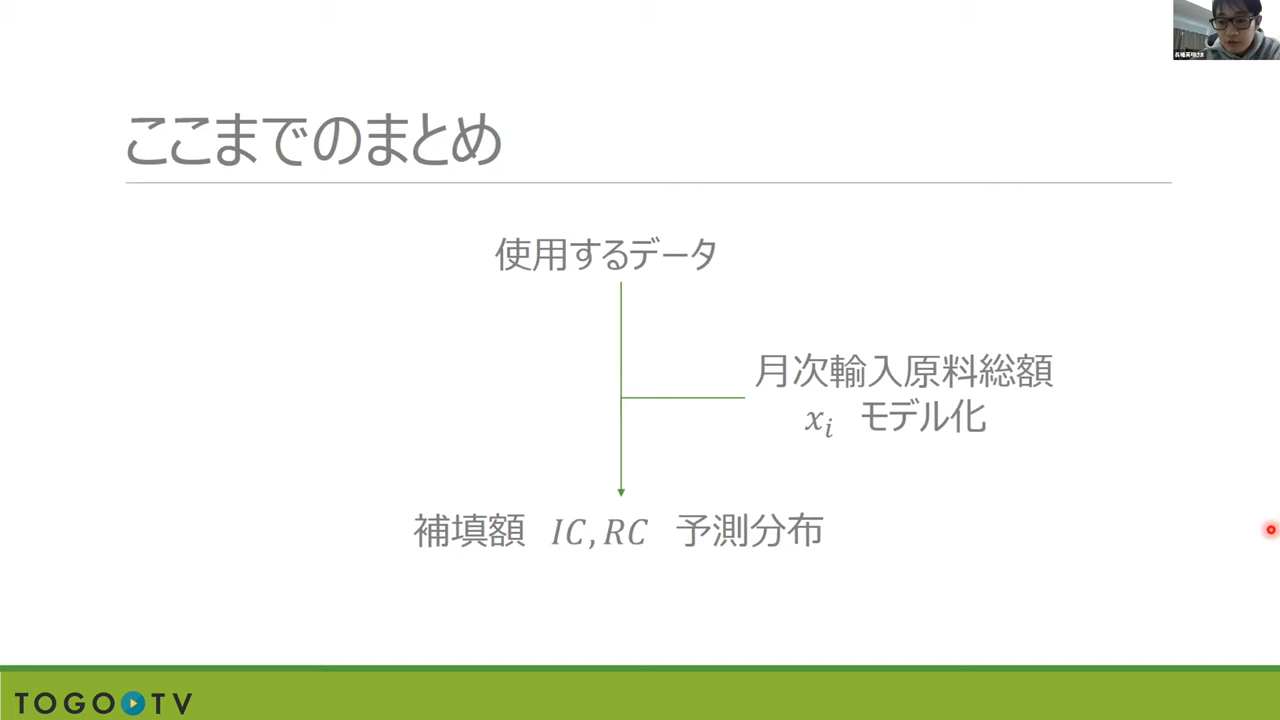 ここまでのまとめ
使用するデータ
月次輸入原料総額
x_i モデル化
補填額 IC, RC 予測分布
TOGO TV